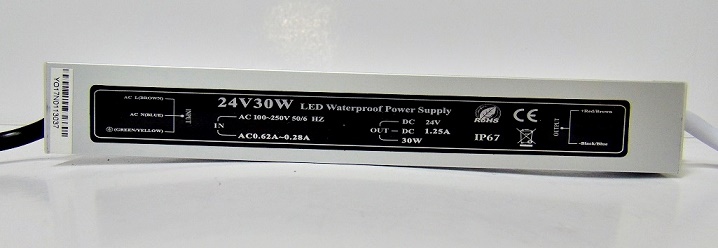 YC17N0113037
AC L(BROWN)
AC N(BLUE)
(GREEN/YELLOW)
INPUT
24V30W LED Waterproof Power Supply
IN
AC 100~250V 50/6 HZ
AC0.62A~0.28A
OUT
DC 24V
DC 1.25A
30W
RoHS
IP67
CE
OUTPUT
+Red/Brown
-Black/Blue